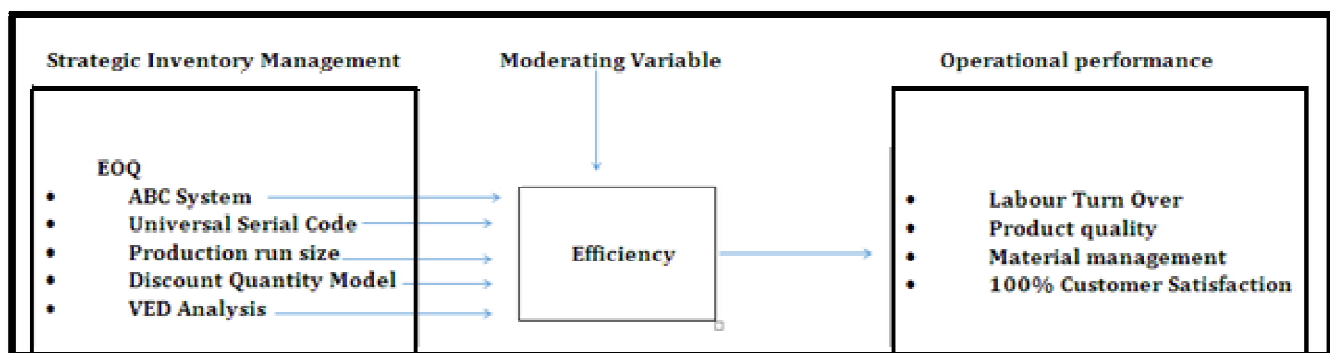 Strategic Inventory Management
Moderating Variable
Operational performance
EOQ
• ABC System
• Universal Serial Code
• Production run size
• Discount Quantity Model
• VED Analysis
Efficiency
• Labour Turn Over
• Product quality
• Material management
• 100% Customer Satisfaction